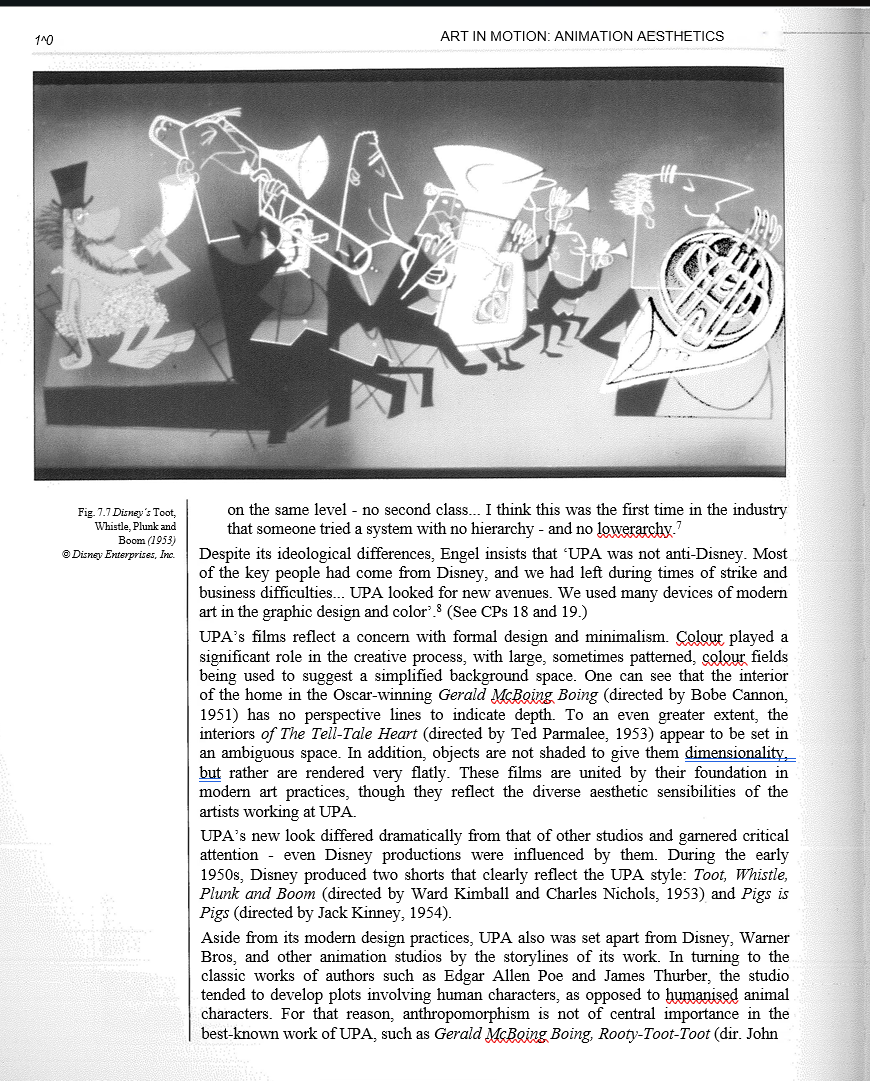 1^0
ART IN MOTION: ANIMATION AESTHETICS
Fig. 7.7 Disney's Toot,
Whistle, Plunk and
Boom (1953)
© Disney Enterprises, Inc.
on the same level - no second class... I think this was the first time in the industry
that someone tried a system with no hierarchy - and no lowerarchy.7
Despite its ideological differences, Engel insists that ‘UPA was not anti-Disney. Most
of the key people had come from Disney, and we had left during times of strike and
business difficulties... UPA looked for new avenues. We used many devices of modern
art in the graphic design and color’.8 (See CPs 18 and 19.)
UPA’s films reflect a concern with formal design and minimalism. Colour played a
significant role in the creative process, with large, sometimes patterned, colour fields
being used to suggest a simplified background space. One can see that the interior
of the home in the Oscar-winning Gerald McBoing Boing (directed by Bobe Cannon,
1951) has no perspective lines to indicate depth. To an even greater extent, the
interiors of The Tell-Tale Heart (directed by Ted Parmalee, 1953) appear to be set in
an ambiguous space. In addition, objects are not shaded to give them dimensionality,
but rather are rendered very flatly. These films are united by their foundation in
modern art practices, though they reflect the diverse aesthetic sensibilities of the
artists working at UPA.
UPA’s new look differed dramatically from that of other studios and garnered critical
attention - even Disney productions were influenced by them. During the early
1950s, Disney produced two shorts that clearly reflect the UPA style: Toot, Whistle,
Plunk and Boom (directed by Ward Kimball and Charles Nichols, 1953) and Pigs is
Pigs (directed by Jack Kinney, 1954).
Aside from its modern design practices, UPA also was set apart from Disney, Warner
Bros, and other animation studios by the storylines of its work. In turning to the
classic works of authors such as Edgar Allen Poe and James Thurber, the studio
tended to develop plots involving human characters, as opposed to humanised animal
characters. For that reason, anthropomorphism is not of central importance in the
best-known work of UPA, such as Gerald McBoing Boing, Rooty-Toot-Toot (dir. John